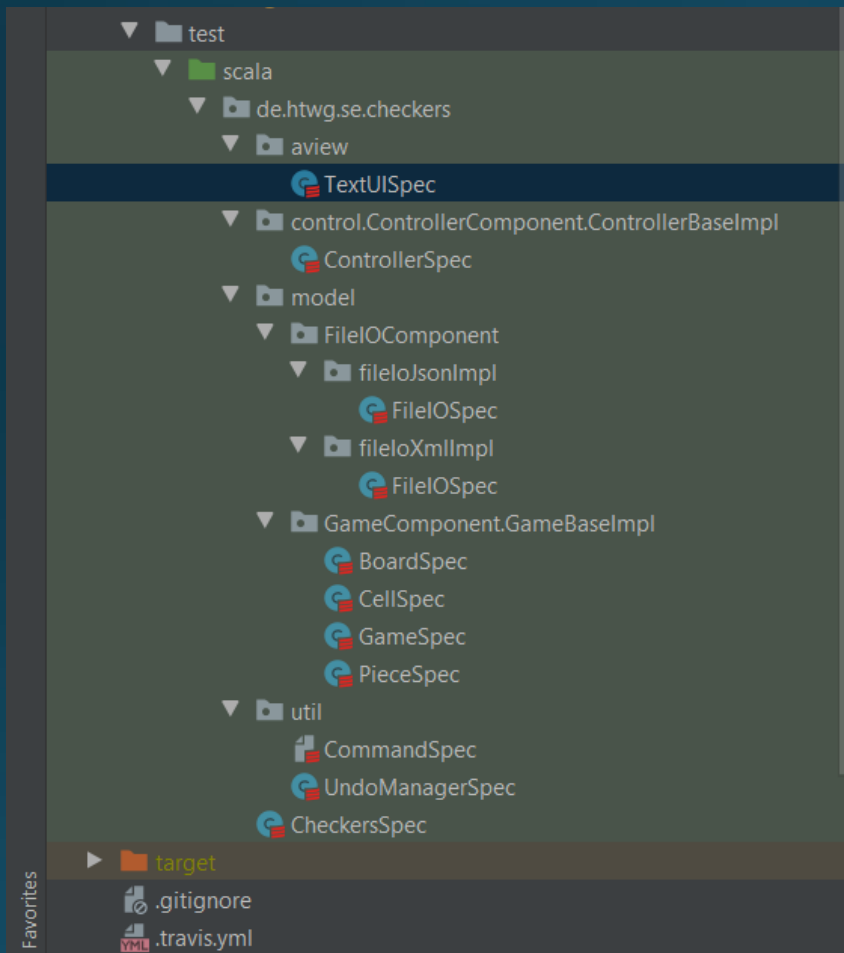 test
scala
de.htwg.se.checkers
aview
TextUISpec
control.ControllerComponent.ControllerBaseImpl
ControllerSpec
model
FileIOComponent
fileIoJsonImpl
FileIOSpec
fileIoXmlImpl
FileIOSpec
GameComponent.GameBaseImpl
BoardSpec
CellSpec
GameSpec
PieceSpec
util
CommandSpec
UndoManagerSpec
CheckersSpec
target
.gitignore
YML .travis.yml
Favorites